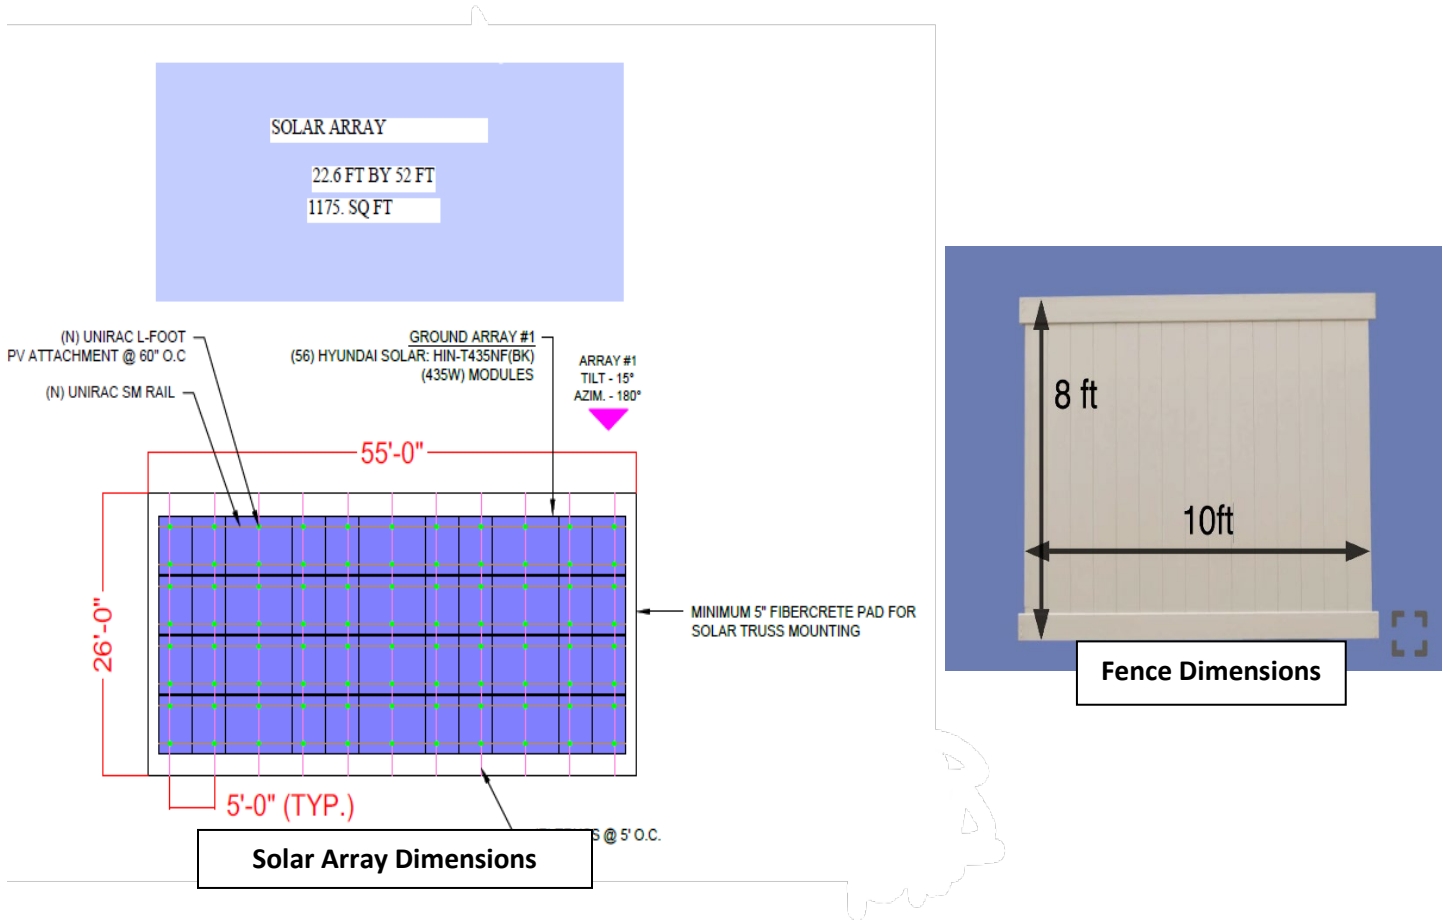 SOLAR ARRAY
22.6 FT BY 52 FT
1175. SQ FT
(N) UNIRAC L-FOOT
PV ATTACHMENT @ 60" O.C
(N) UNIRAC SM RAIL
GROUND ARRAY #1
(56) HYUNDAI SOLAR: HIN-T435NF(BK)
(435W) MODULES
ARRAY #1
TILT - 15°
AZIM. - 180°
55'-0"
26'-0"
MINIMUM 5" FIBERCRETE PAD FOR
SOLAR TRUSS MOUNTING
5'-0" (TYP.)
@ 5' O.C.
Solar Array Dimensions
8 ft
10ft
Fence Dimensions